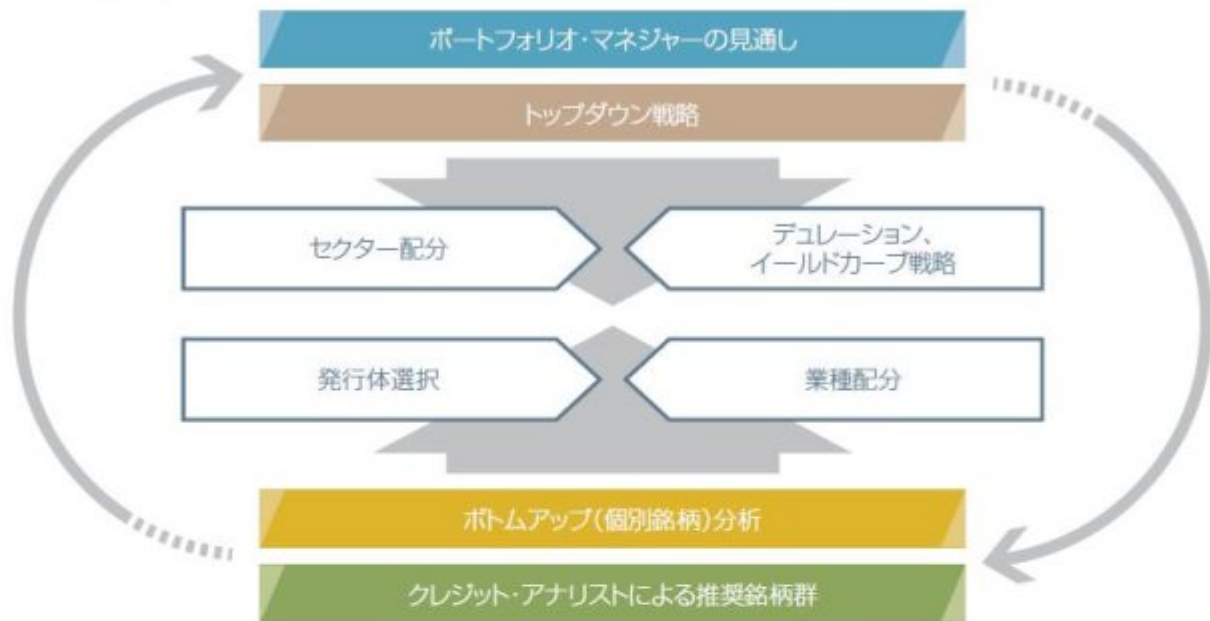 ポートフォリオ・マネジャーの見通し
トップダウン戦略
セクター配分
デュレーション、
イールドカーブ戦略
発行体選択
業種配分
ボトムアップ(個別銘柄)分析
クレジット・アナリストによる推奨銘柄群